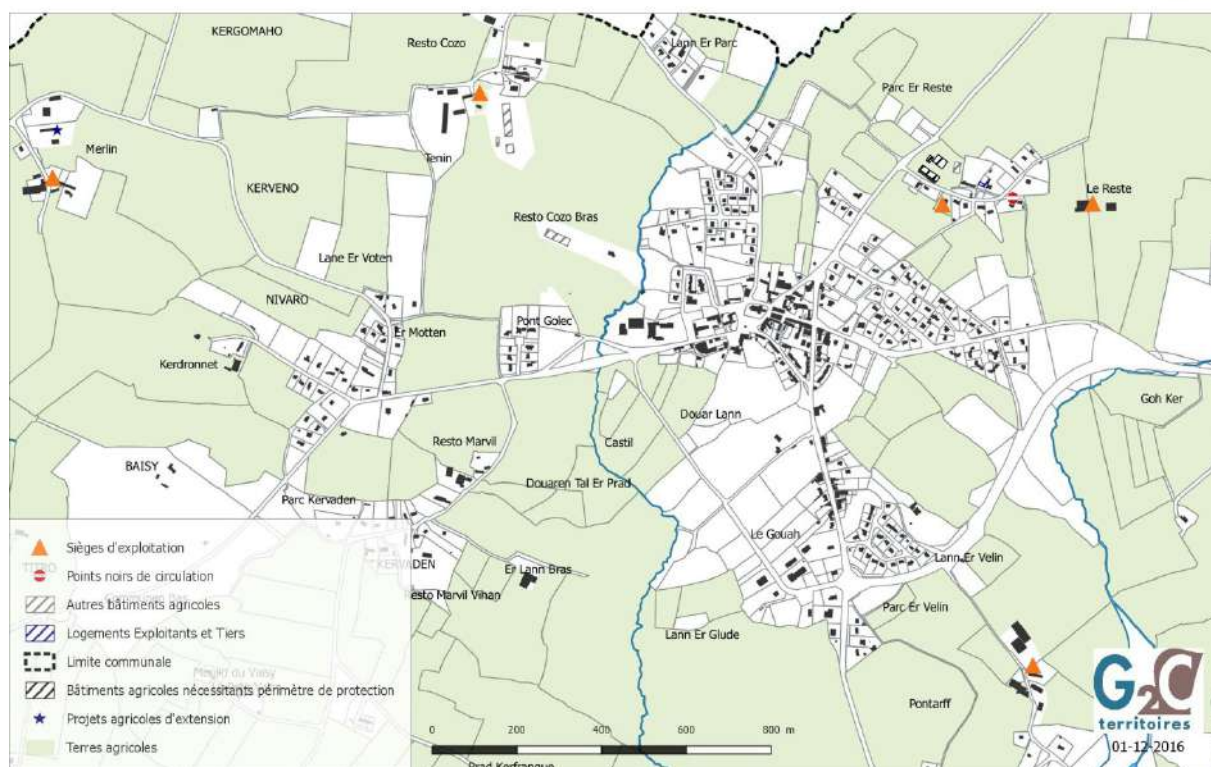 KERGOMAHO
Resto Cozo
Lann Er Parc
Parc Er Reste
Merlin
Tenin
KERVENO
Le Reste
Resto Cozo Bras
Lane Er Voten
NIVARO
Er Motten
Pont Golec
Kerdronnet
Goh Ker
Douar Lann
Resto Marvil
Castil
BAISY
Douaren Tal Er Prad
Parc Kervaden
Le Gouah
Lann Er Velin
KERVADEN
Er Lann Bras
Resto Marvil Vihan
Parc Er Velin
Lann Er Glude
Pontarff
Sièges d'exploitation
Points noirs de circulation
Autres bâtiments agricoles
Logements Exploitants et Tiers
Limite communale
Bâtiments agricoles nécessitants périmètre de protection
Projets agricoles d'extension
Terres agricoles
0 200 400 600 800 m
Prad Kerfranque
G2C
territoires
01-12-2016